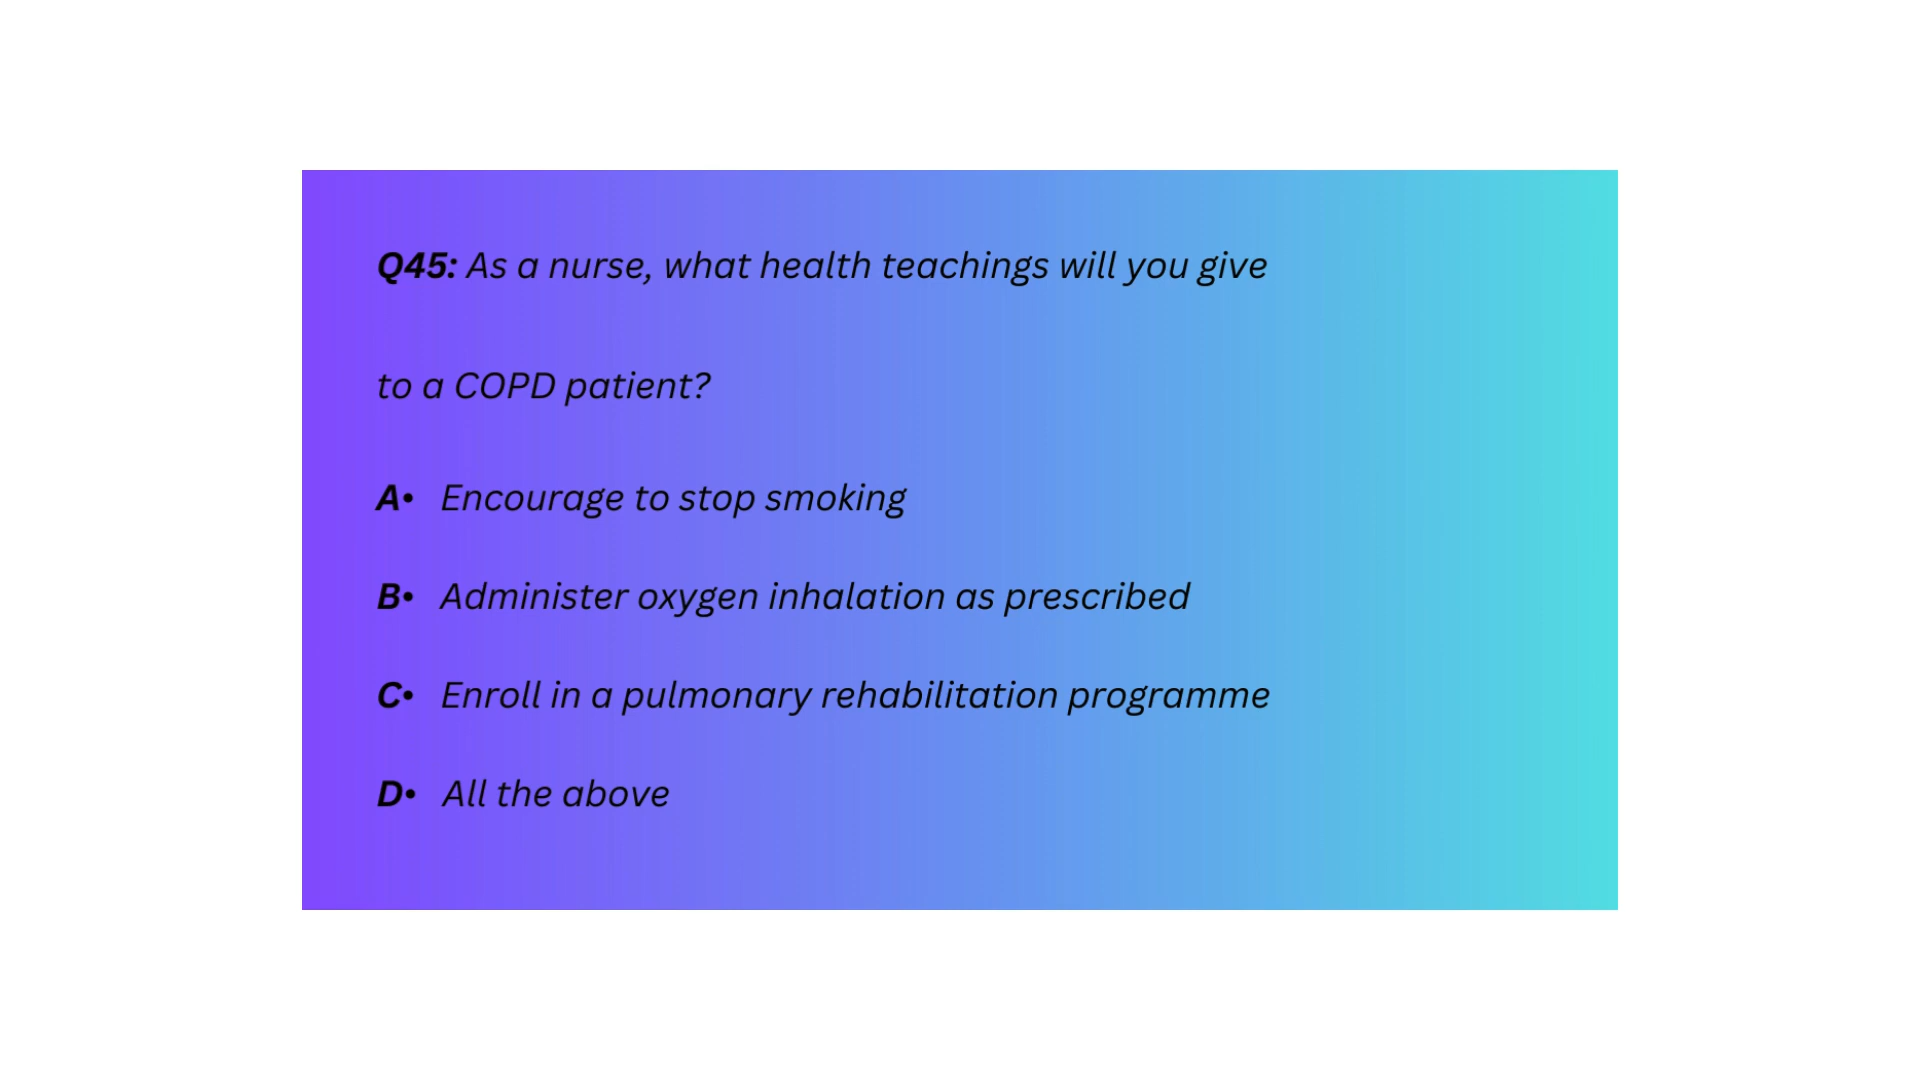 Q45: As a nurse, what health teachings will you give
to a COPD patient?
A• Encourage to stop smoking
B• Administer oxygen inhalation as prescribed
C• Enroll in a pulmonary rehabilitation programme
D• All the above